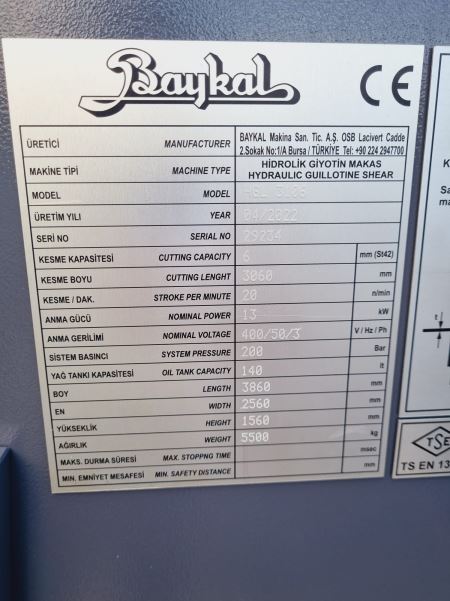 Baykal CE
ÜRETİCİ MANUFACTURER BAYKAL Makina San. Tic. A.Ş. OSB Lacivert Cadde
2.Sokak No:1/A Bursa / TÜRKİYE Tel: +90 224 2947700
MAKİNE TİPİ MACHINE TYPE HİDROLİK GİYOTİN MAKAS
HYDRAULIC GUILLOTINE SHEAR
MODEL MODEL
ÜRETİM YILI YEAR 04/2022
SERİ NO SERIAL NO 29234
KESME KAPASİTESİ CUTTING CAPACITY 6 mm (St42)
KESME BOYU CUTTING LENGHT 3060 mm
KESME / DAK. STROKE PER MINUTE 20 n/min
ANMA GÜCÜ NOMINAL POWER 13 kW
ANMA GERİLİMİ NOMINAL VOLTAGE 400/50/3 V / Hz / Ph
SİSTEM BASINCI SYSTEM PRESSURE 200 Bar
YAĞ TANKI KAPASİTESİ OIL TANK CAPACITY 140 lt
BOY LENGTH 3860 mm
EN WIDTH 2560 mm
YÜKSEKLİK HEIGHT 1560 mm
AĞIRLIK WEIGHT 5500 kg
MAKS. DURMA SÜRESİ MAX. STOPPNG TIME msec
MIN. EMNİYET MESAFESİ MIN. SAFETY DISTANCE mm
K
Sa
ma
t
TSE
TS EN 13